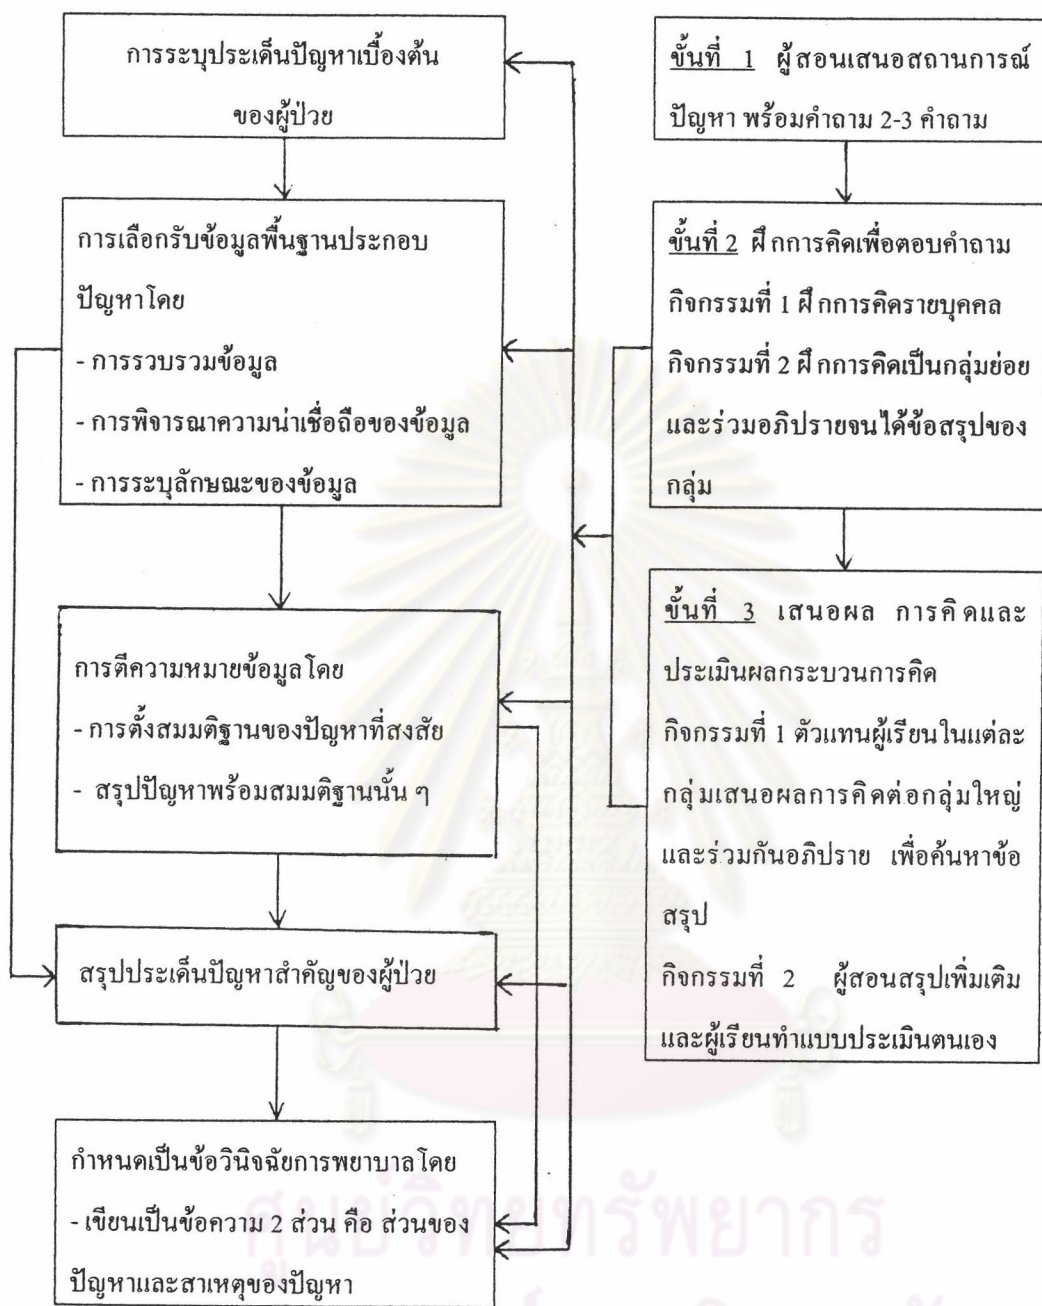 การระบุประเด็นปัญหาเบื้องต้น
ของผู้ป่วย
การเลือกรับข้อมูลพื้นฐานประกอบ
ปัญหาโดย
- การรวบรวมข้อมูล
- การพิจารณาความน่าเชื่อถือของข้อมูล
- การระบุลักษณะของข้อมูล
การตีความหมายข้อมูลโดย
- การตั้งสมมติฐานของปัญหาที่สงสัย
- สรุปปัญหาพร้อมสมมติฐานนั้น ๆ
สรุปประเด็นปัญหาสำคัญของผู้ป่วย
กำหนดเป็นข้อวินิจฉัยการพยาบาลโดย
- เขียนเป็นข้อความ 2 ส่วน คือ ส่วนของ
ปัญหาและสาเหตุของปัญหา
ขั้นที่ 1 ผู้สอนเสนอสถานการณ์
ปัญหา พร้อมคำถาม 2-3 คำถาม
ขั้นที่ 2 ฝึกการคิดเพื่อตอบคำถาม
กิจกรรมที่ 1 ฝึกการคิดรายบุคคล
กิจกรรมที่ 2 ฝึกการคิดเป็นกลุ่มย่อย
และร่วมอภิปรายจนได้ข้อสรุปของ
กลุ่ม
ขั้นที่ 3 เสนอผล การคิดและ
ประเมินผลกระบวนการคิด
กิจกรรมที่ 1 ตัวแทนผู้เรียนในแต่ละ
กลุ่มเสนอผลการคิดต่อกลุ่มใหญ่
และร่วมกันอภิปราย เพื่อค้นหาข้อ
สรุป
กิจกรรมที่ 2 ผู้สอนสรุปเพิ่มเติม
และผู้เรียนทำแบบประเมินตนเอง
ศูนย์วิทยทรัพยากร